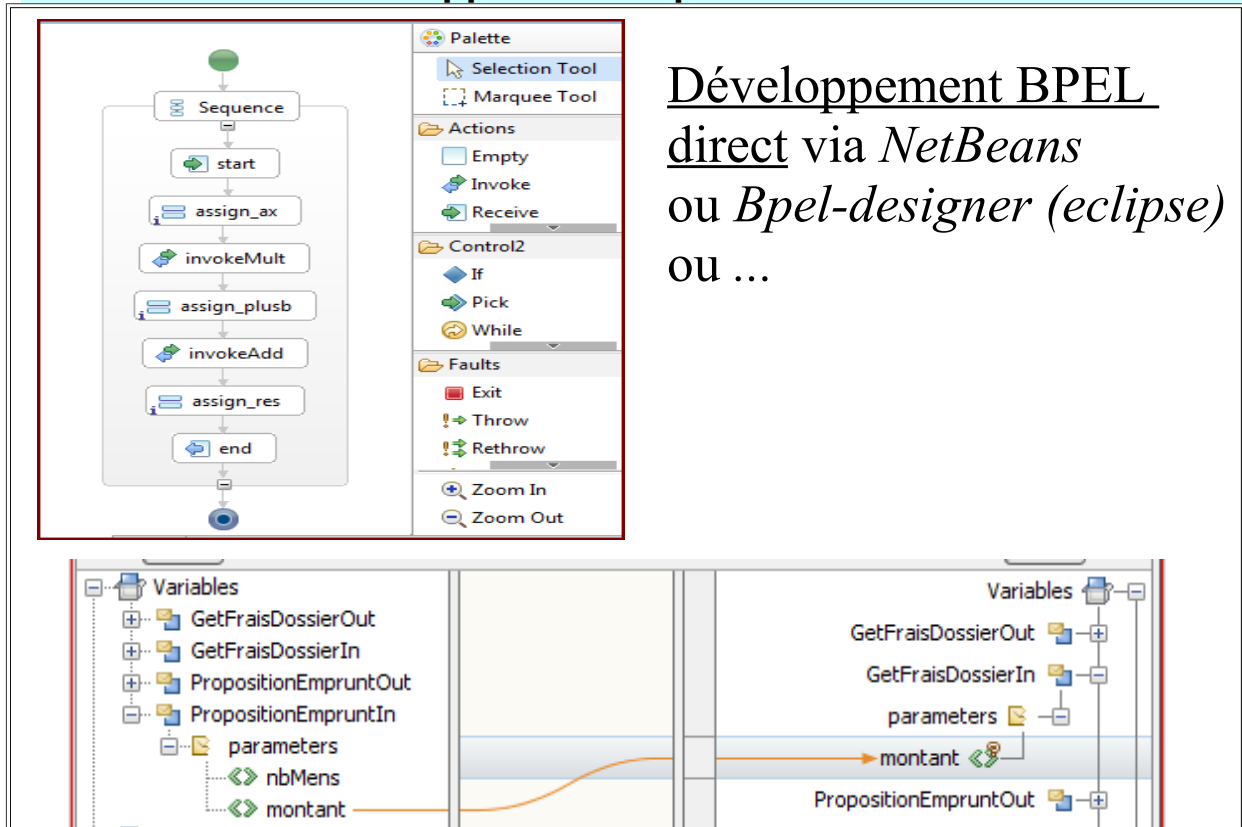 Sequence
start
assign_ax
invokeMult
assign_plusb
invokeAdd
assign_res
end
Palette
Selection Tool
Marquee Tool
Actions
Empty
Invoke
Receive
Control2
If
Pick
While
Faults
Exit
Throw
Rethrow
Zoom In
Zoom Out
Développement BPEL
direct via NetBeans
ou Bpel-designer (eclipse)
ou ...
Variables
GetFraisDossierOut
GetFraisDossierIn
PropositionEmpruntOut
PropositionEmpruntIn
parameters
nbMens
montant
Variables
GetFraisDossierOut
GetFraisDossierIn
parameters
montant
PropositionEmpruntOut